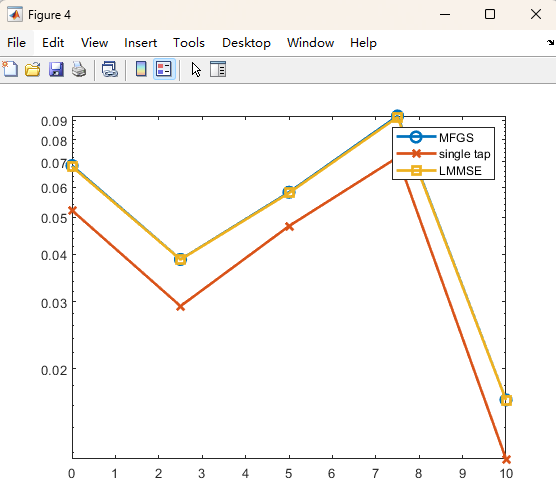 Figure 4
File Edit View Insert Tools Desktop Window Help
0.09
0.08
0.07
0.06
0.05
0.04
0.03
0.02
MFGS
single tap
LMMSE
0 1 2 3 4 5 6 7 8 9 10